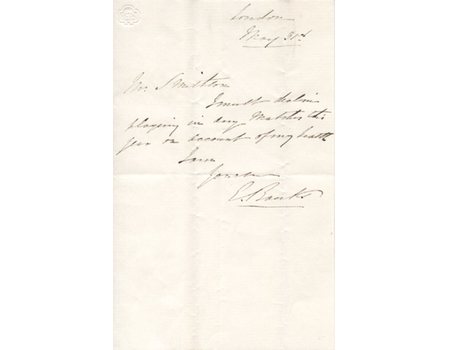 London
May 31st
Mr. Smithson
I must decline
playing in any Matches this
year on account of my health
I am
Yours
E. Banks